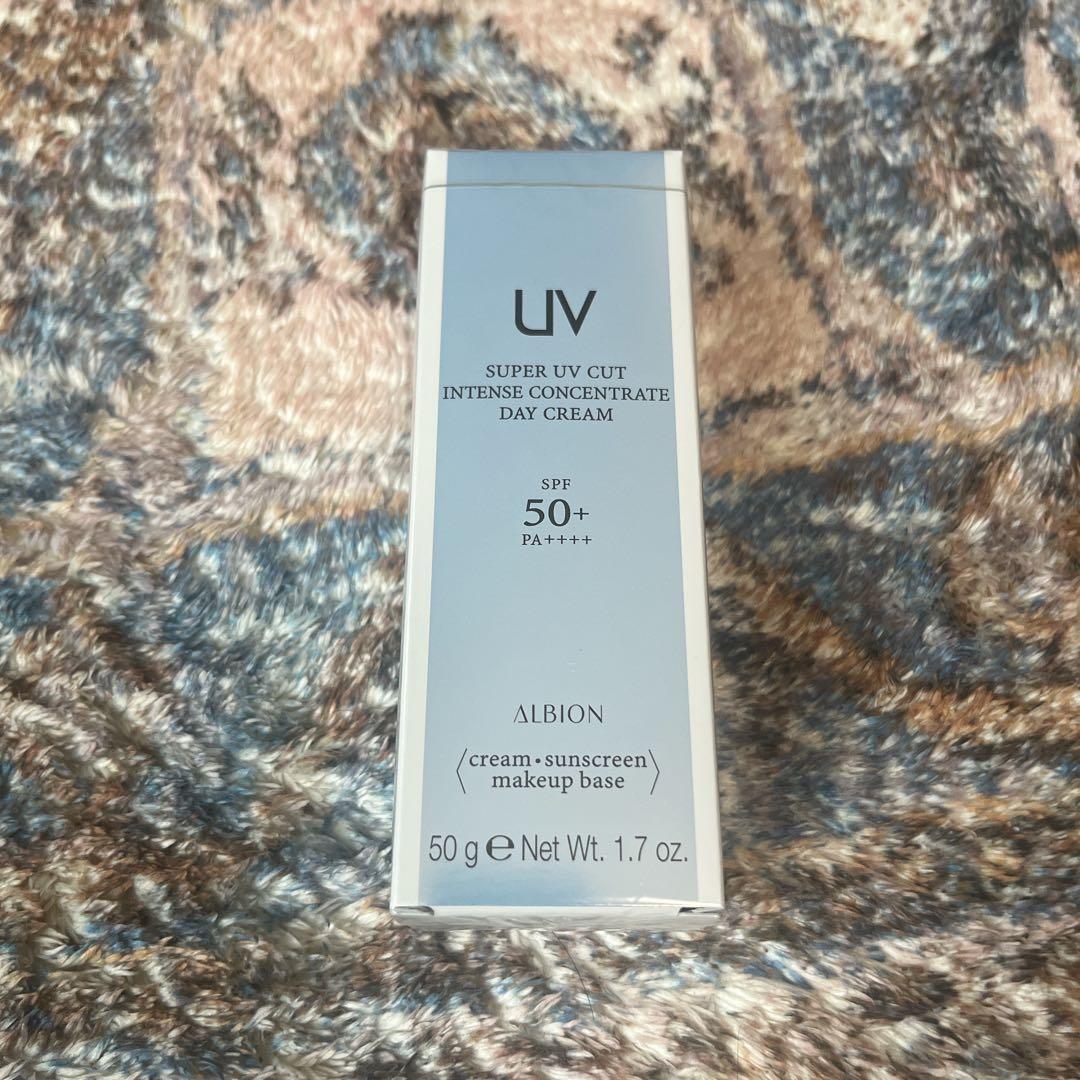 UV
SUPER UV CUT
INTENSE CONCENTRATE
DAY CREAM
SPF
50+
PA++++
ALBION
〈cream・sunscreen
makeup base〉
50 g ℮ Net Wt. 1.7 oz.